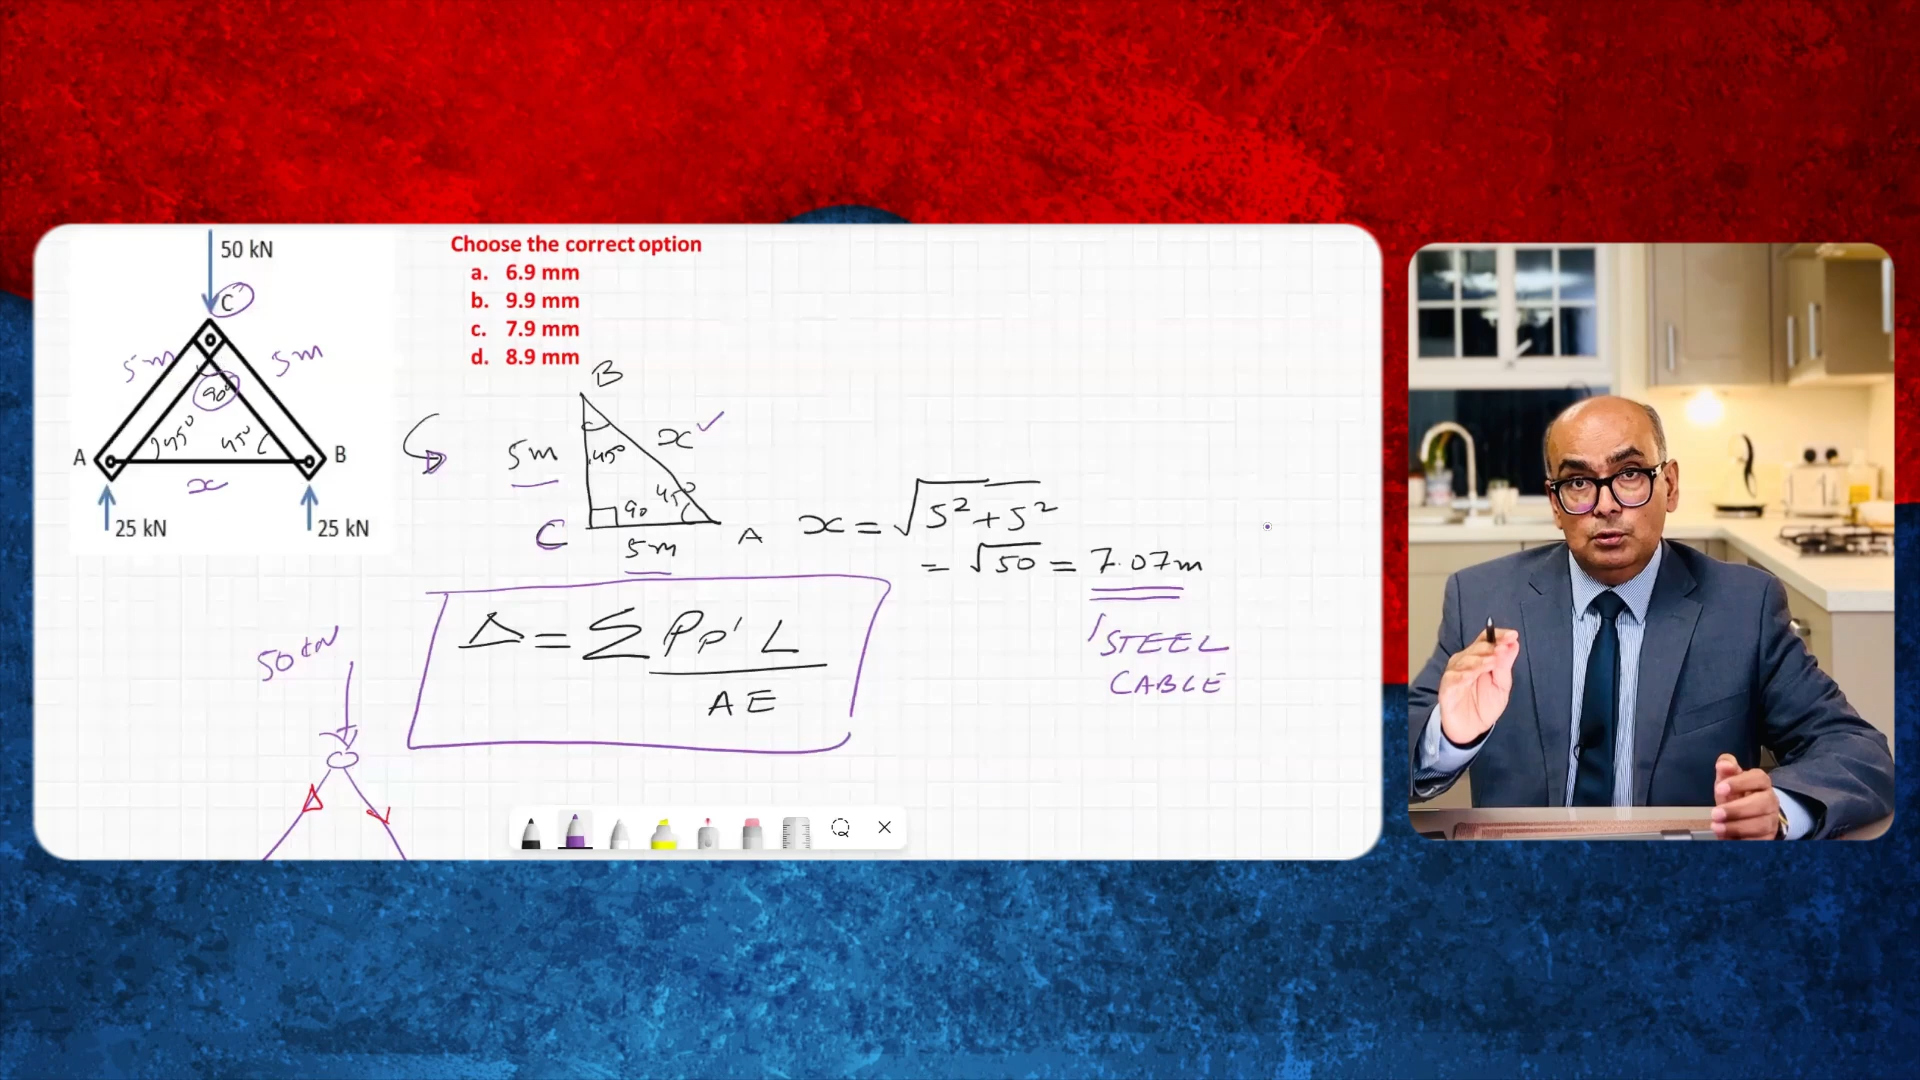 50 kN
C
5m
5m
90°
45°
45°
A
B
x
25 kN
25 kN
Choose the correct option
a. 6.9 mm
b. 9.9 mm
c. 7.9 mm
d. 8.9 mm
B
5m
x ✓
45°
90 45°
C
A
5m
x = √5²+5²
= √50 = 7.07m
STEEL
CABLE
Δ = Σ Pp' L
AE
50 kN